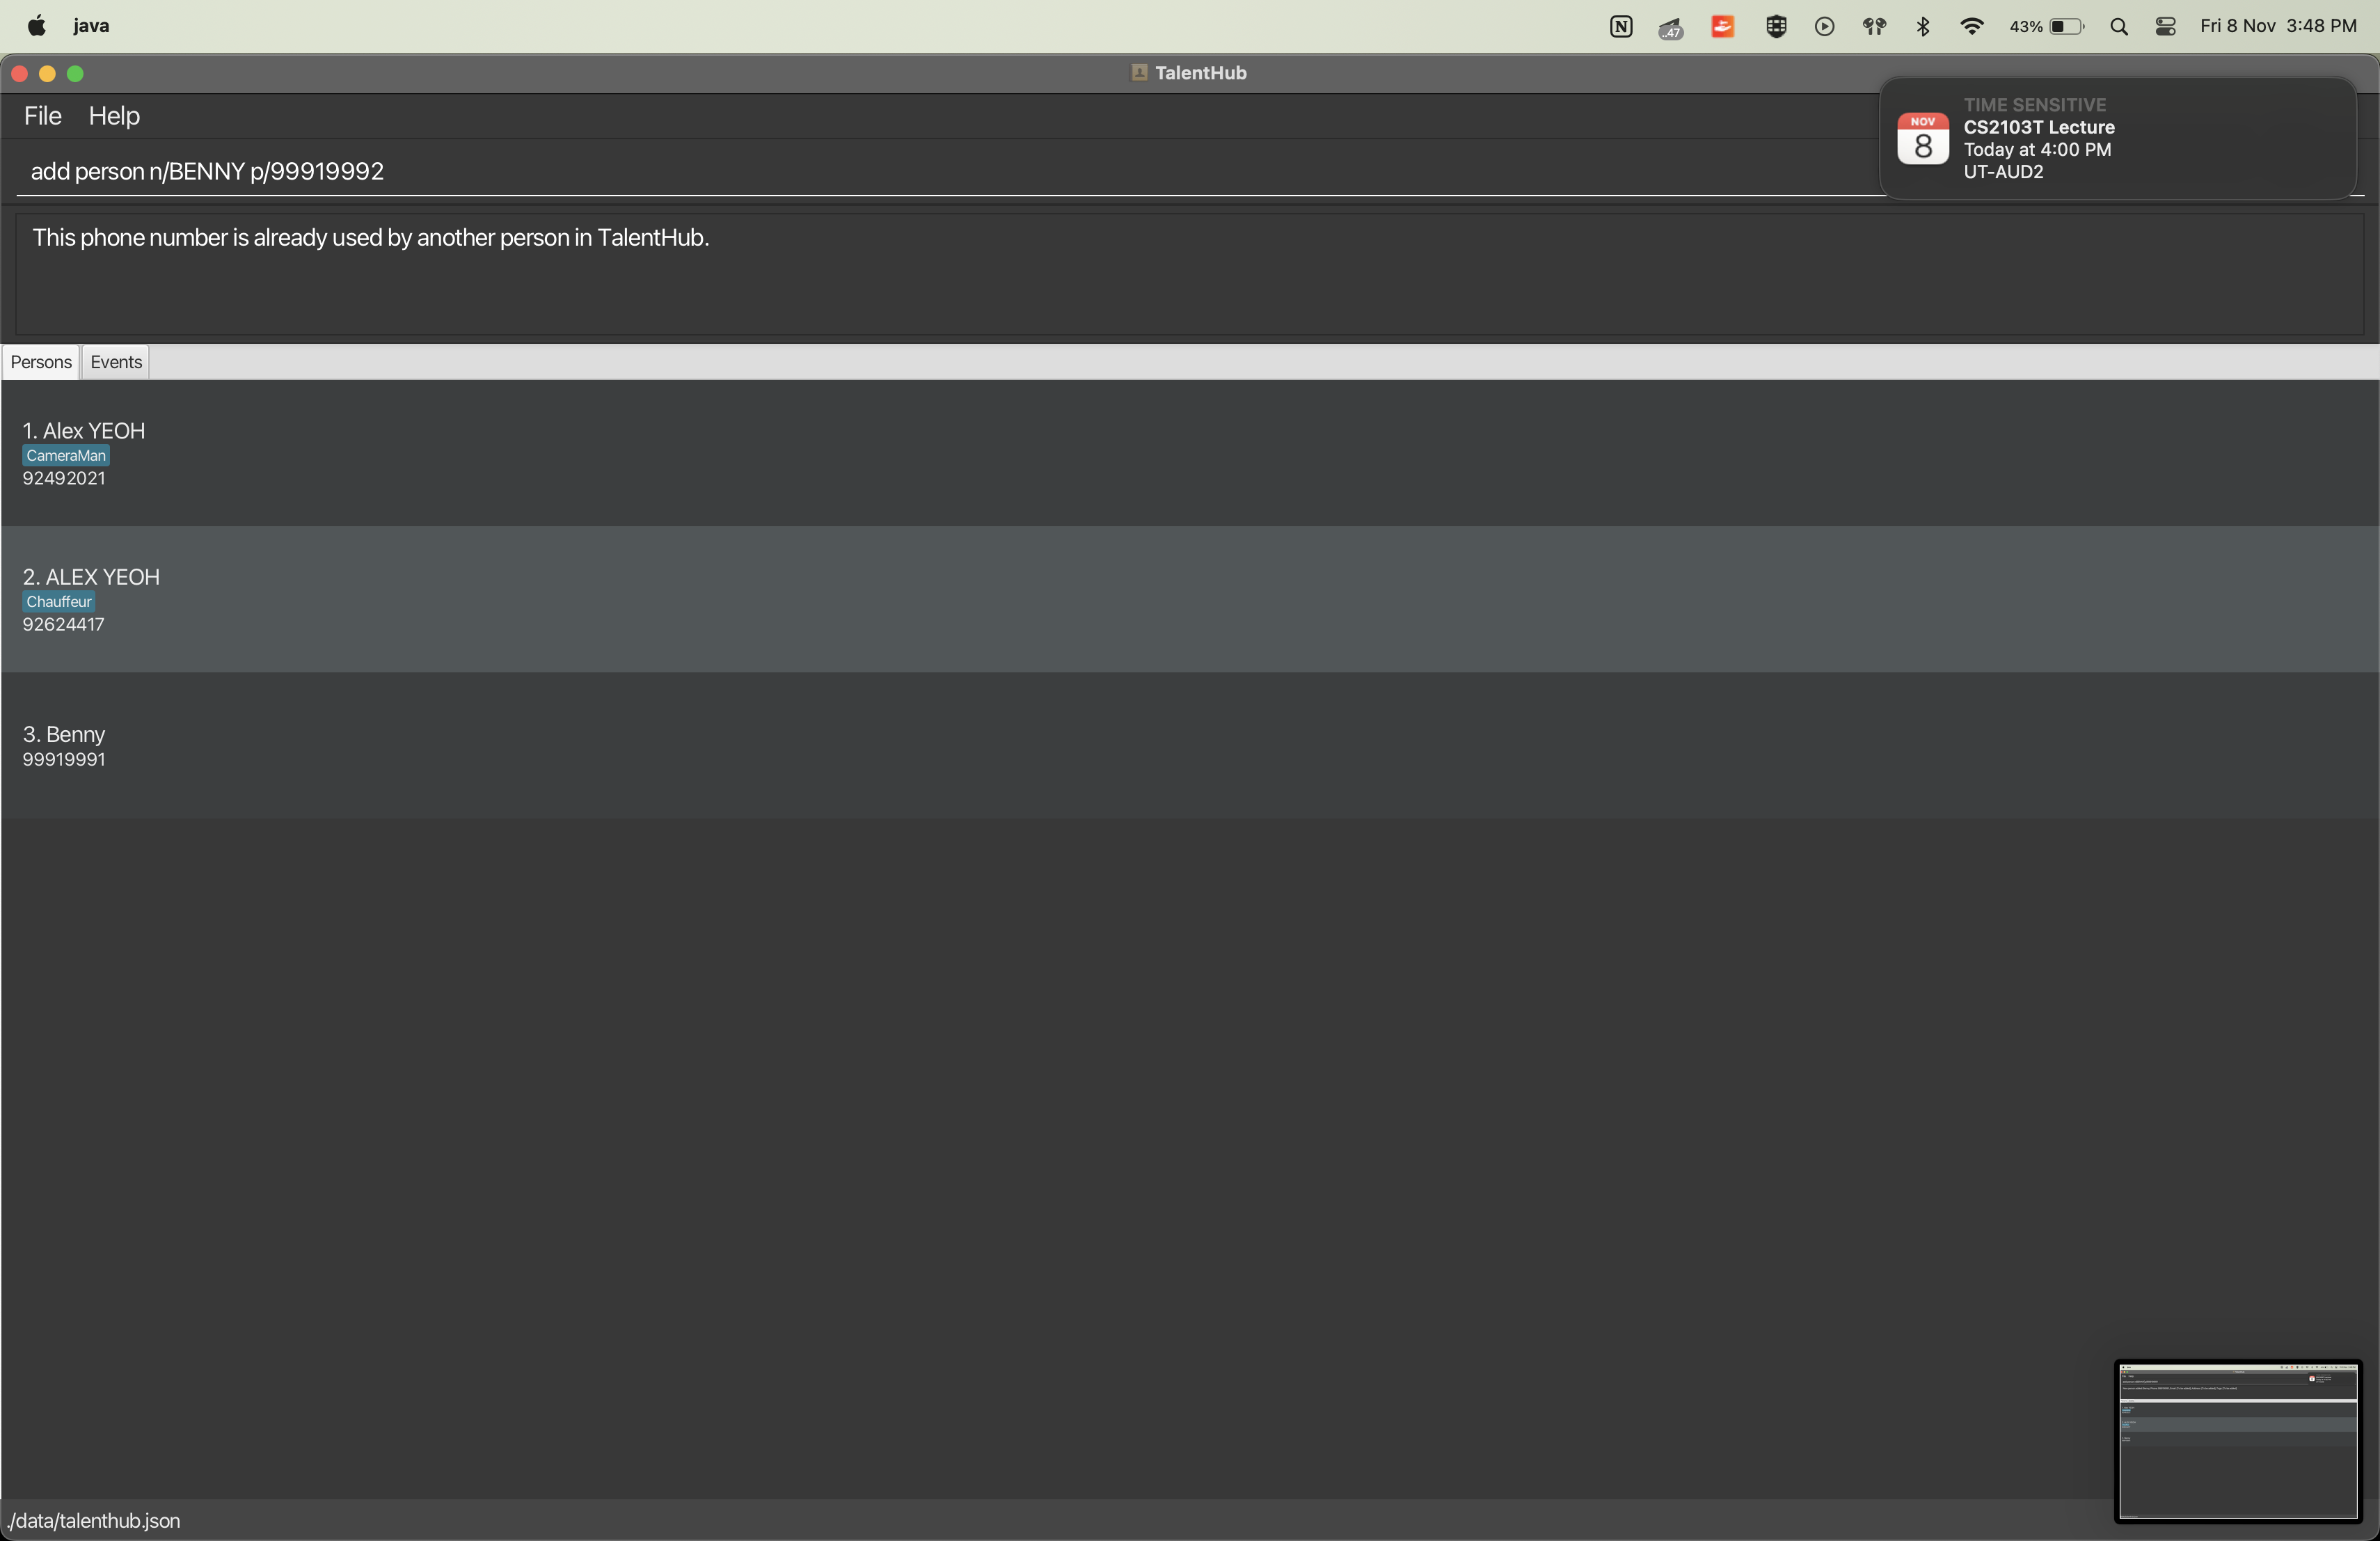 java
..47
43%
Fri 8 Nov 3:48 PM
TalentHub
File Help
TIME SENSITIVE
NOV
8
CS2103T Lecture
Today at 4:00 PM
UT-AUD2
add person n/BENNY p/99919992
This phone number is already used by another person in TalentHub.
Persons Events
1. Alex YEOH
CameraMan
92492021
2. ALEX YEOH
Chauffeur
92624417
3. Benny
99919991
./data/talenthub.json